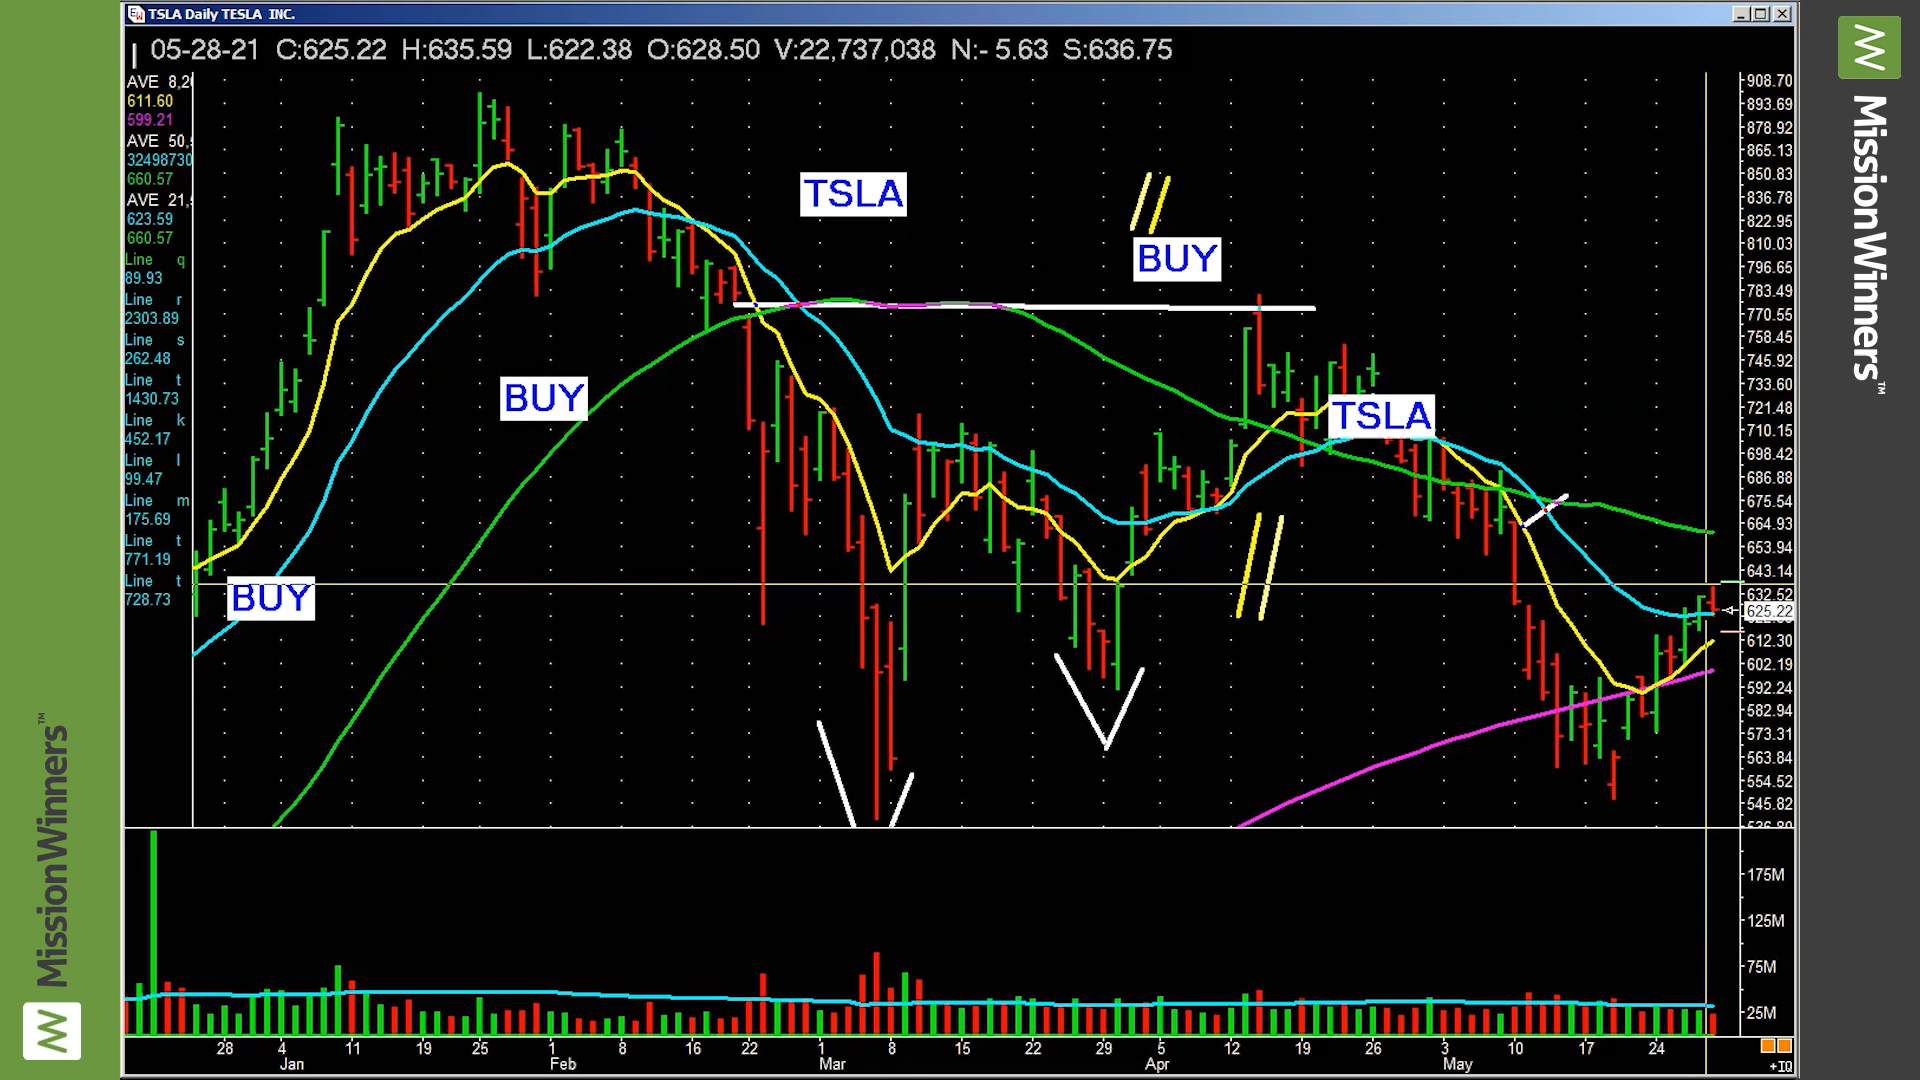 TSLA Daily TESLA INC.
05-28-21 C:625.22 H:635.59 L:622.38 O:628.50 V:22,737,038 N:- 5.63 S:636.75
AVE 8,2
611.60
599.21
AVE 50,
32498730
660.57
AVE 21,
623.59
660.57
Line q
89.93
Line r
2303.89
Line s
262.48
Line t
1430.73
Line k
452.17
Line l
99.47
Line m
175.69
Line t
771.19
Line t
728.73
TSLA
BUY
BUY
TSLA
BUY
908.70
893.69
878.92
865.13
850.83
836.78
822.95
810.03
796.65
783.49
770.55
758.45
745.92
733.60
721.48
710.15
698.42
686.88
675.54
664.93
653.94
643.14
632.52
625.22
612.30
602.19
592.24
582.94
573.31
563.84
554.52
545.82
175M
125M
75M
25M
28 4 11 19 25 1 8 16 22 1 8 15 22 29 5 12 19 26 3 10 17 24
Jan Feb Mar Apr May
+IQ
MissionWinners™
MissionWinners™